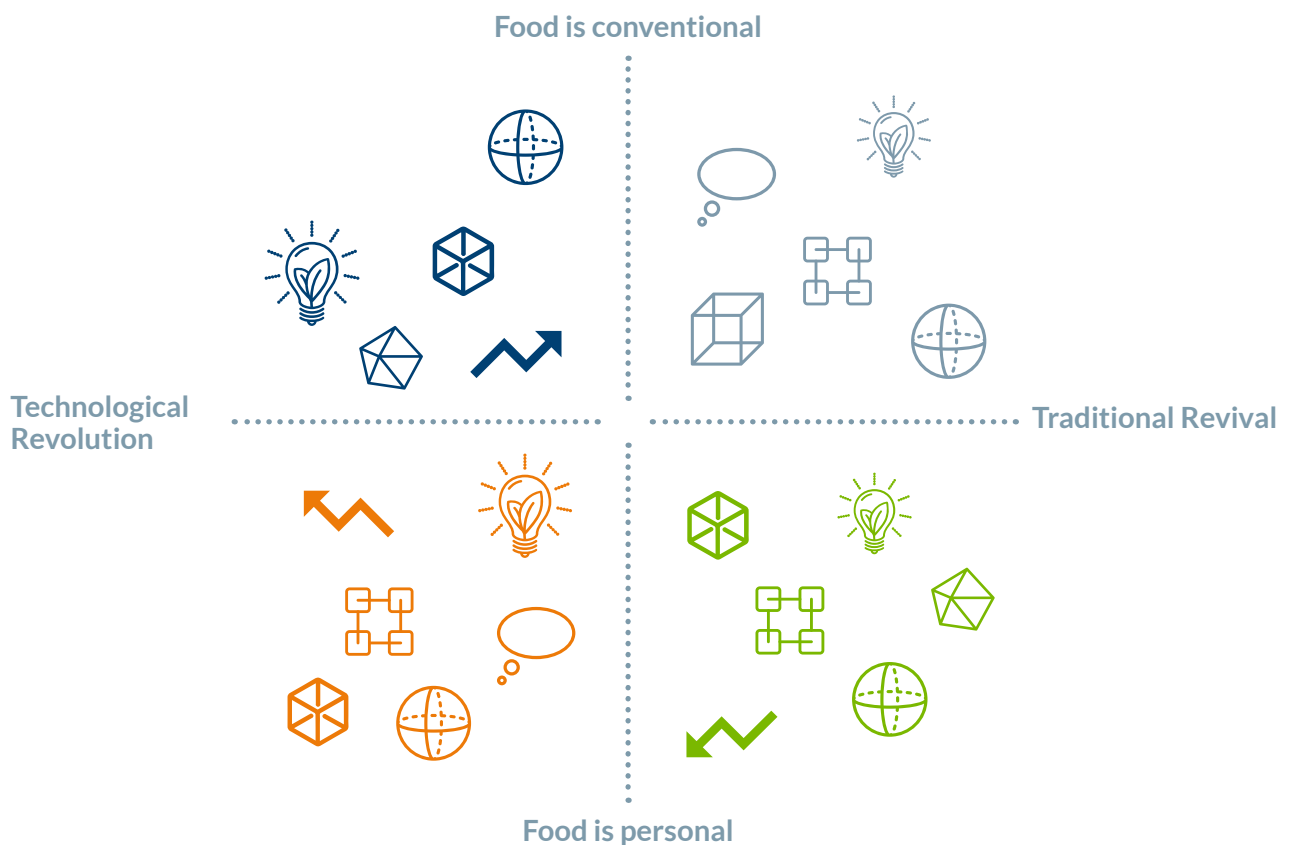 Food is conventional
Technological
Revolution
Traditional Revival
Food is personal